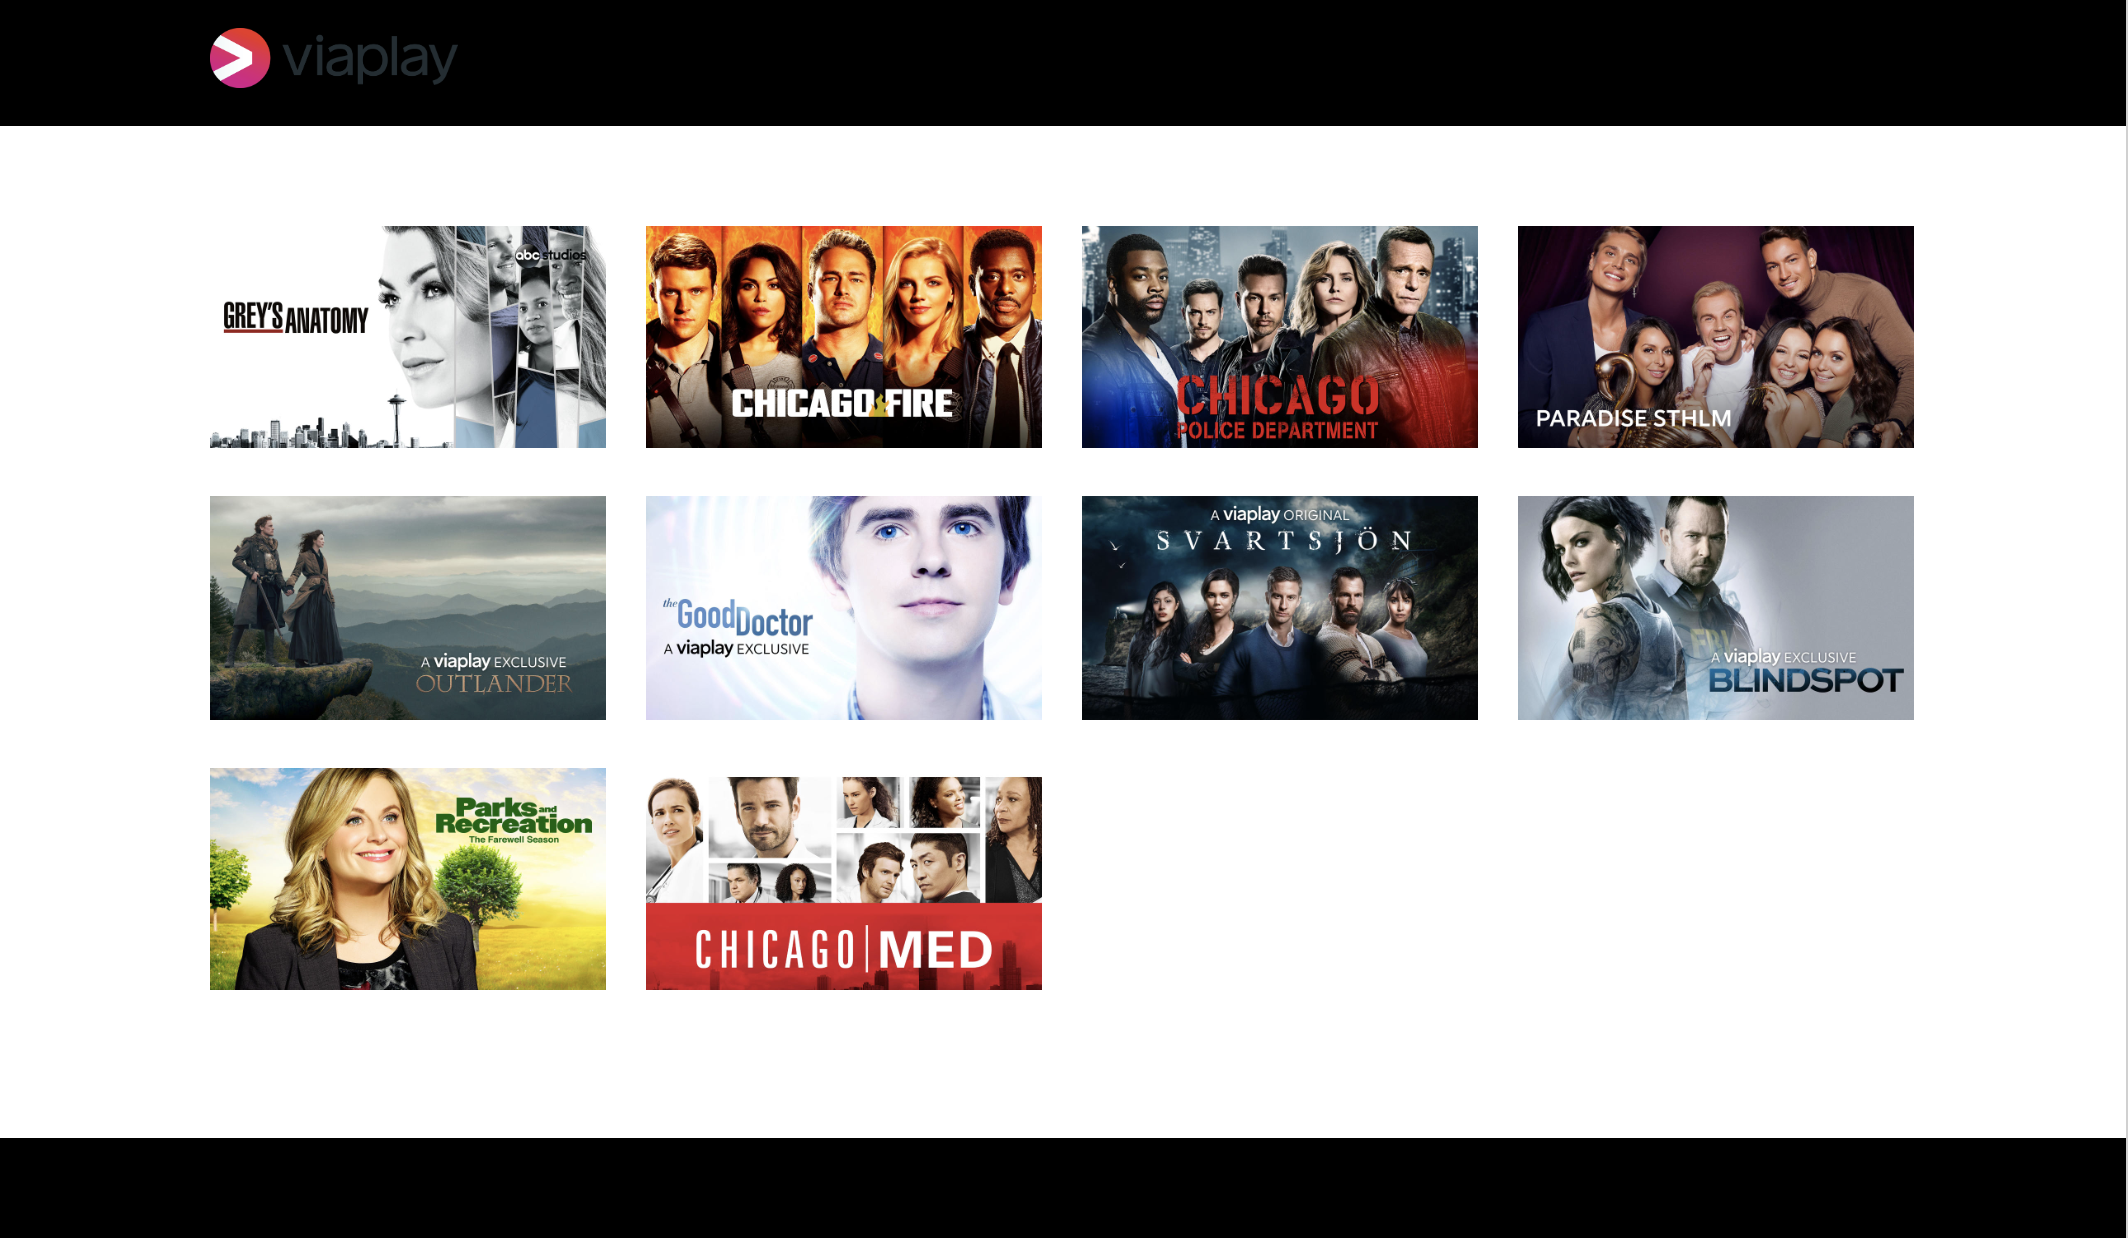 viaplay
abc studios
GREY'S ANATOMY
CHICAGO FIRE
CHICAGO
POLICE DEPARTMENT
PARADISE STHLM
A viaplay EXCLUSIVE
OUTLANDER
the Good Doctor
A viaplay EXCLUSIVE
A viaplay ORIGINAL
SVARTSJÖN
FBI
A viaplay EXCLUSIVE
BLINDSPOT
Parks and
Recreation
The Farewell Season
CHICAGO | MED